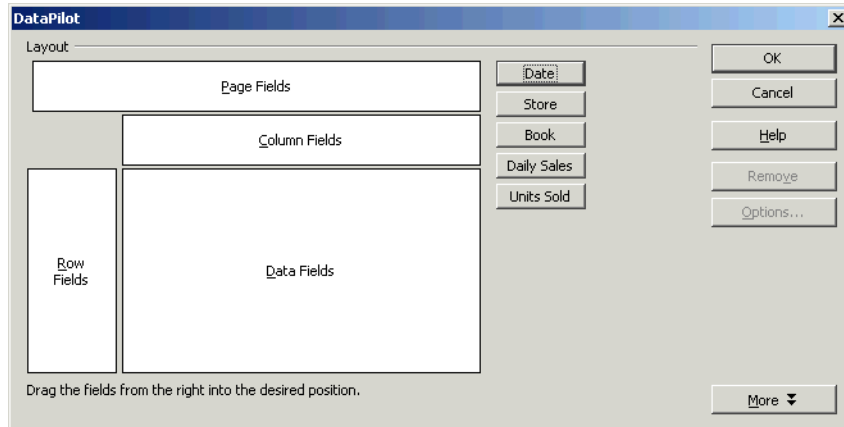 DataPilot
Layout
Page Fields
Column Fields
Row
Fields
Data Fields
Date
Store
Book
Daily Sales
Units Sold
OK
Cancel
Help
Remove
Options...
More
Drag the fields from the right into the desired position.